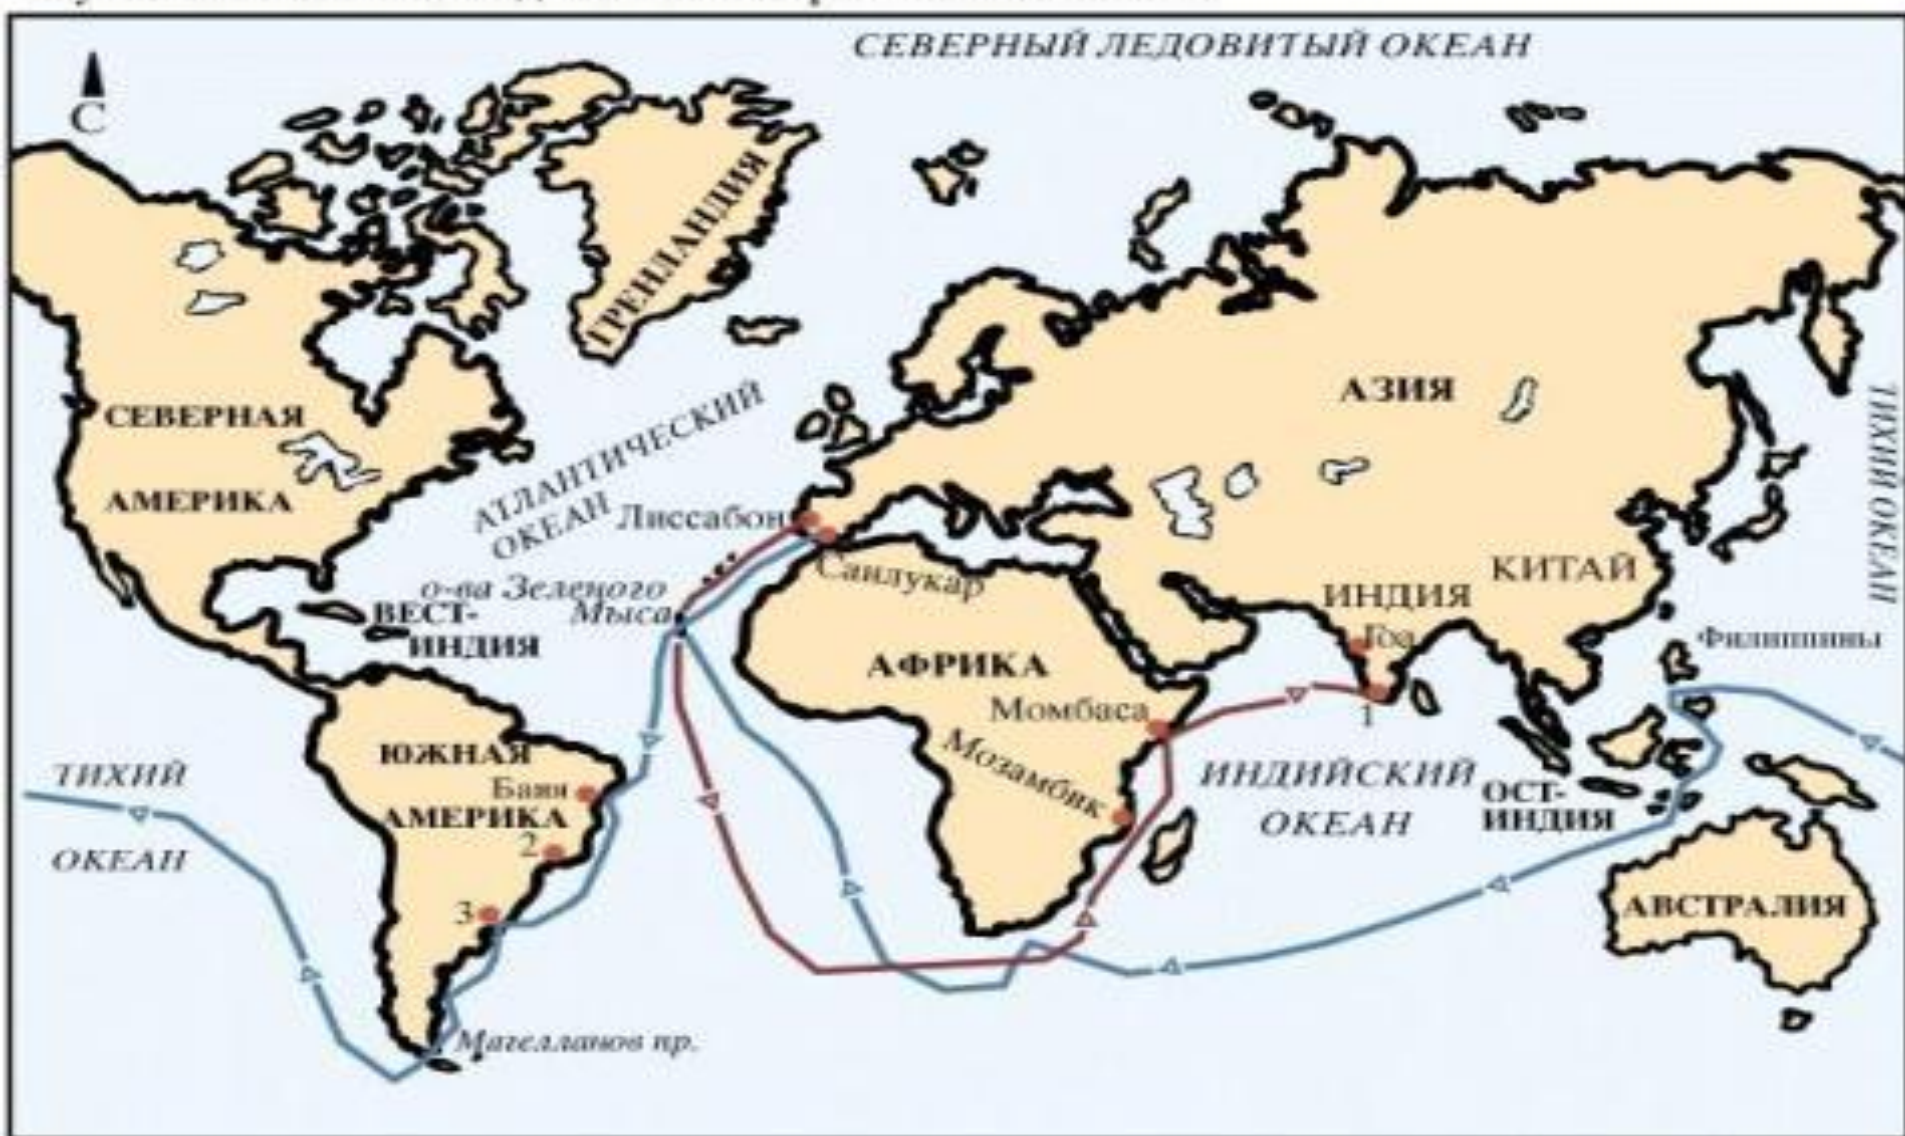 СЕВЕРНЫЙ ЛЕДОВИТЫЙ ОКЕАН
С
ГРЕНЛАНДИЯ
СЕВЕРНАЯ
АМЕРИКА
АТЛАНТИЧЕСКИЙ
ОКЕАН
АЗИЯ
ТИХИЙ ОКЕАН
Лиссабон
Санлукар
о-ва Зеленого
Мыса
ВЕСТ-
ИНДИЯ
КИТАЙ
ИНДИЯ
Гоа
Филиппины
АФРИКА
Момбаса
1
Мозамбик
ЮЖНАЯ
АМЕРИКА
Баия
2
3
ТИХИЙ
ОКЕАН
ИНДИЙСКИЙ
ОКЕАН
ОСТ-
ИНДИЯ
АВСТРАЛИЯ
Магелланов пр.